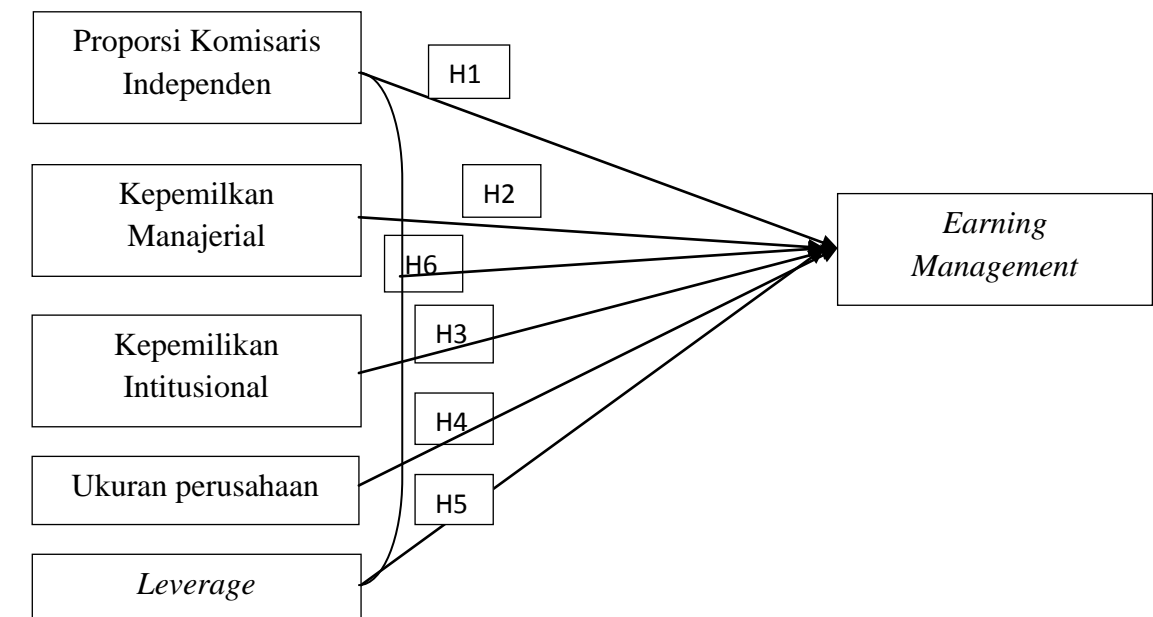 Proporsi Komisaris
Independen
H1
Kepemilkan
Manajerial
H2
Earning
Management
H6
Kepemilikan
Intitusional
H3
H4
Ukuran perusahaan
H5
Leverage